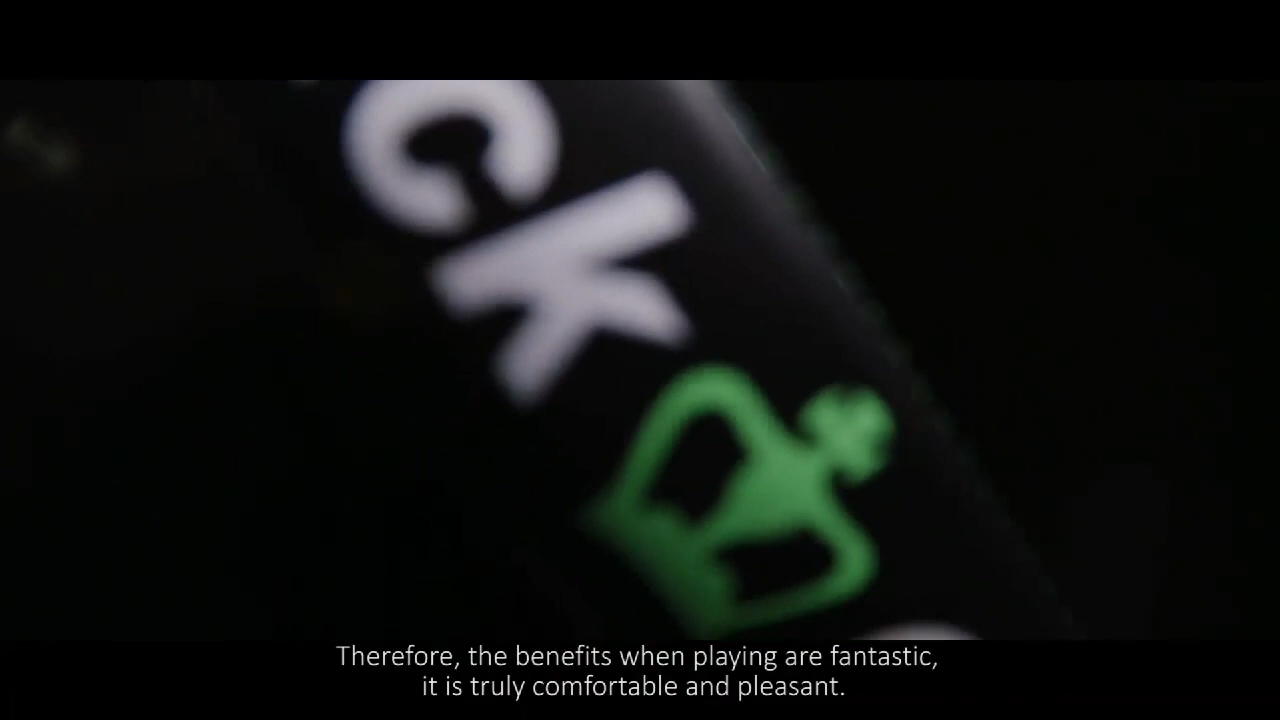 ck
Therefore, the benefits when playing are fantastic,
it is truly comfortable and pleasant.